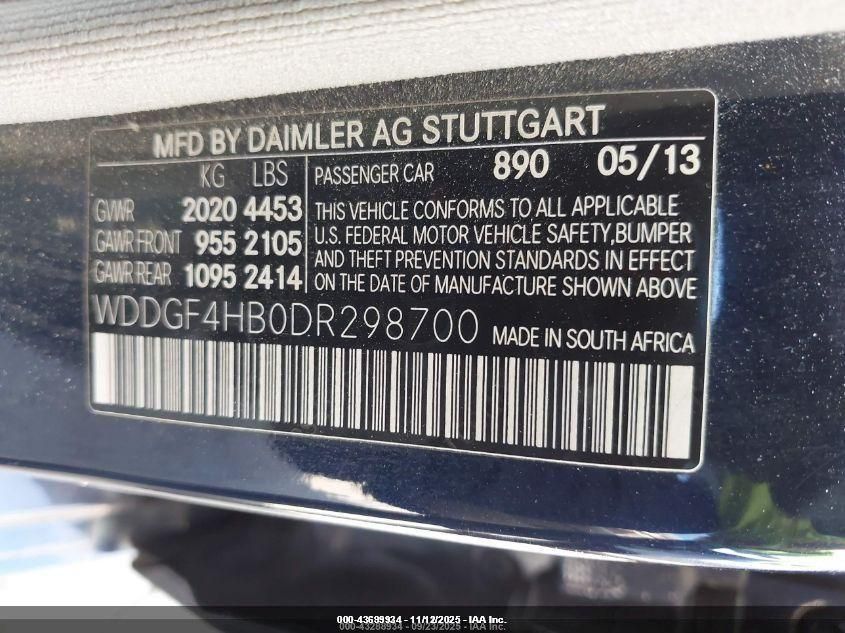 MFD BY DAIMLER AG STUTTGART
KG LBS
GVWR 2020 4453
GAWR FRONT 955 2105
GAWR REAR 1095 2414
PASSENGER CAR 890 05/13
THIS VEHICLE CONFORMS TO ALL APPLICABLE
U.S. FEDERAL MOTOR VEHICLE SAFETY,BUMPER
AND THEFT PREVENTION STANDARDS IN EFFECT
ON THE DATE OF MANUFACTURE SHOWN ABOVE
WDDGF4HB0DR298700 MADE IN SOUTH AFRICA
000-43699934 - 11/12/2025 - IAA Inc.
000-43288934 - 09/23/2025 - IAA Inc.